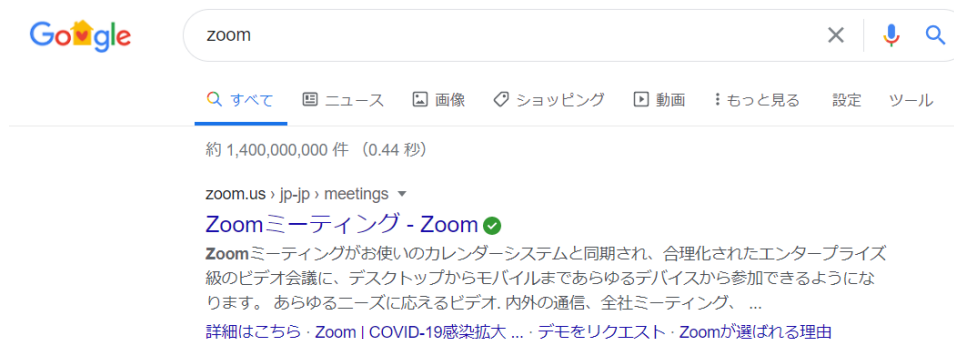 Google
zoom
すべて ニュース 画像 ショッピング 動画 もっと見る 設定 ツール
約 1,400,000,000 件 （0.44 秒）
zoom.us › jp-jp › meetings
Zoomミーティング - Zoom
Zoomミーティングがお使いのカレンダーシステムと同期され、合理化されたエンタープライズ
級のビデオ会議に、デスクトップからモバイルまであらゆるデバイスから参加できるようにな
ります。 あらゆるニーズに応えるビデオ. 内外の通信、全社ミーティング、 ...
詳細はこちら · Zoom | COVID-19感染拡大 ... · デモをリクエスト · Zoomが選ばれる理由